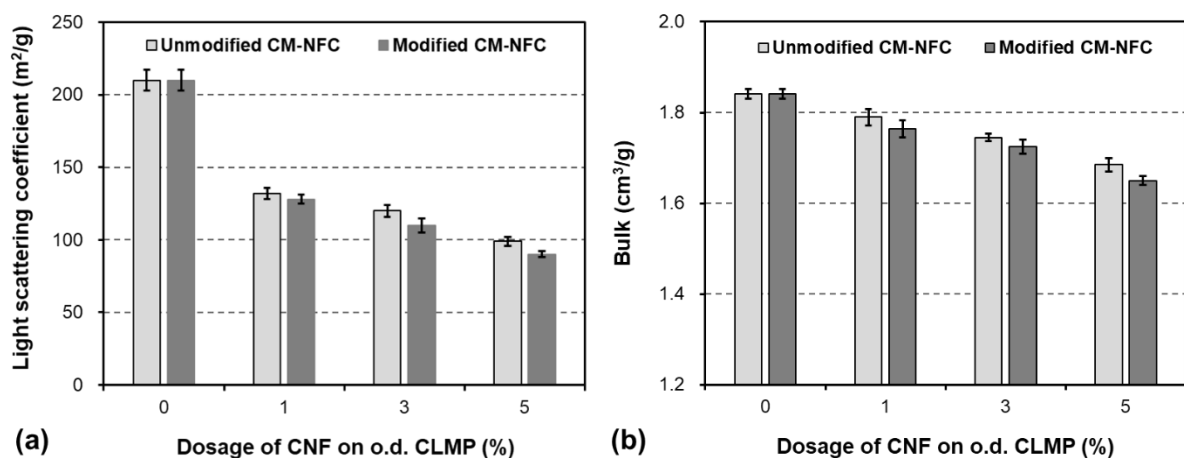 250
200
150
100
50
0
Light scattering coefficient (m²/g)
Unmodified CM-NFC Modified CM-NFC
0 1 3 5
(a) Dosage of CNF on o.d. CLMP (%)
2.0
1.8
1.6
1.4
1.2
Bulk (cm³/g)
Unmodified CM-NFC Modified CM-NFC
0 1 3 5
(b) Dosage of CNF on o.d. CLMP (%)